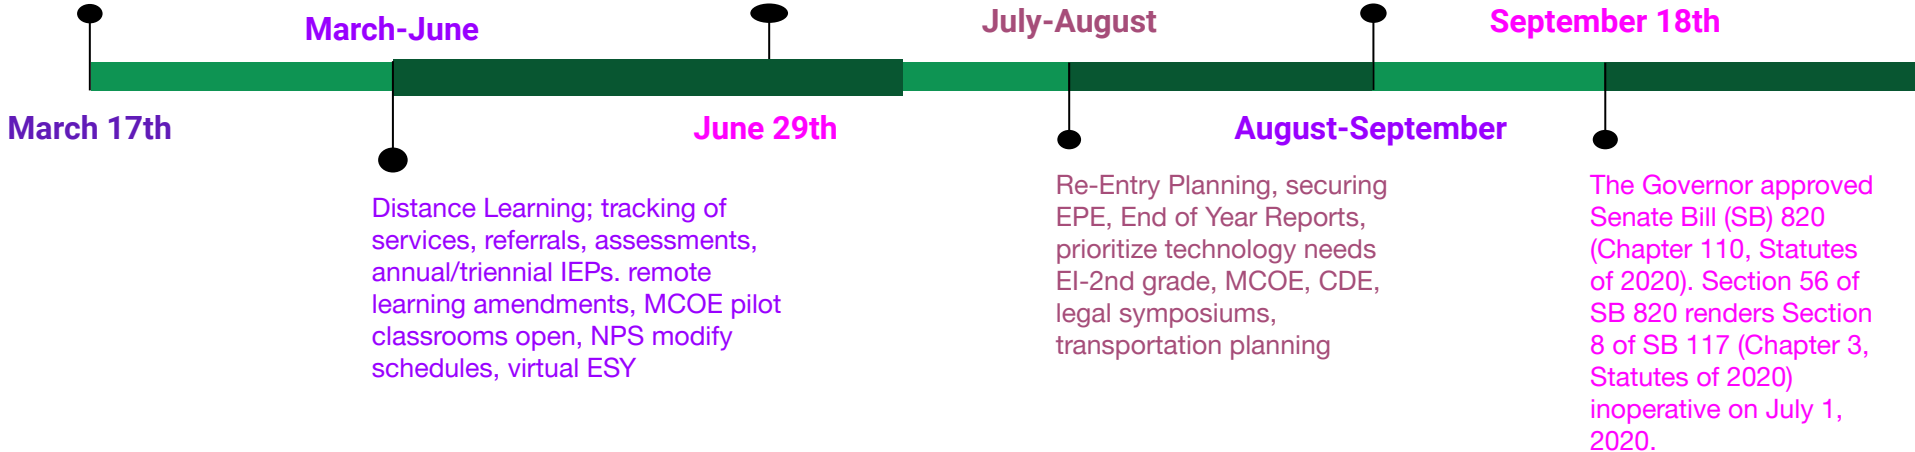 March-June
July-August
September 18th
March 17th
June 29th
August-September
Distance Learning; tracking of
services, referrals, assessments,
annual/triennial IEPs. remote
learning amendments, MCOE pilot
classrooms open, NPS modify
schedules, virtual ESY
Re-Entry Planning, securing
EPE, End of Year Reports,
prioritize technology needs
EI-2nd grade, MCOE, CDE,
legal symposiums,
transportation planning
The Governor approved
Senate Bill (SB) 820
(Chapter 110, Statutes
of 2020). Section 56 of
SB 820 renders Section
8 of SB 117 (Chapter 3,
Statutes of 2020)
inoperative on July 1,
2020.